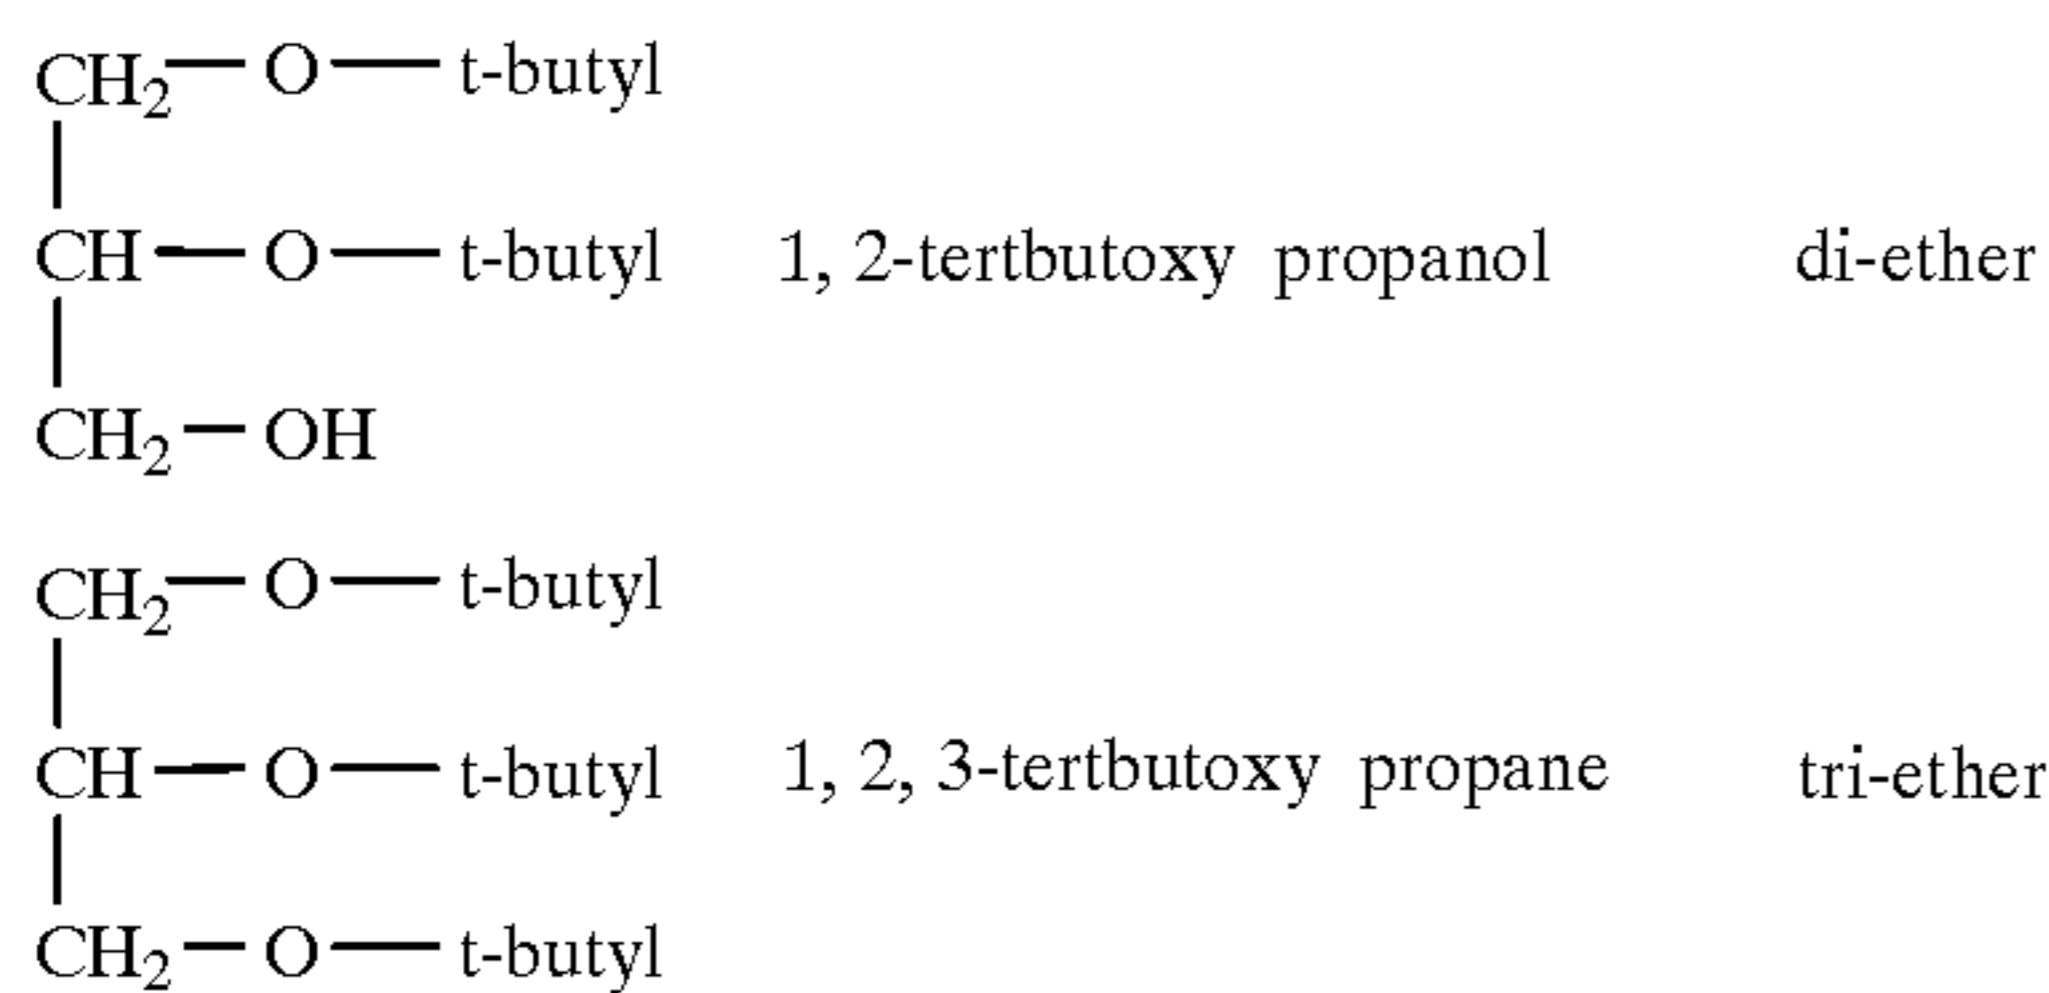 CH₂ — O — t-butyl
CH — O — t-butyl 1, 2-tertbutoxy propanol di-ether
CH₂ — OH
CH₂ — O — t-butyl
CH — O — t-butyl 1, 2, 3-tertbutoxy propane tri-ether
CH₂ — O — t-butyl